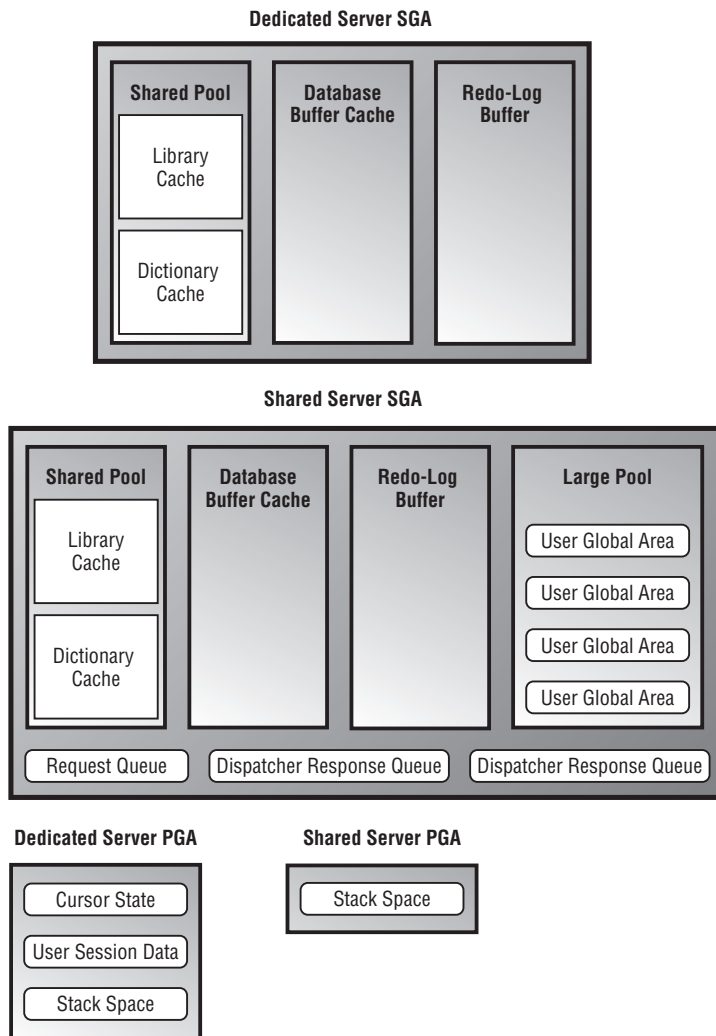 Dedicated Server SGA
Shared Pool
Library
Cache
Dictionary
Cache
Database
Buffer Cache
Redo-Log
Buffer
Shared Server SGA
Shared Pool
Library
Cache
Dictionary
Cache
Database
Buffer Cache
Redo-Log
Buffer
Large Pool
User Global Area
User Global Area
User Global Area
User Global Area
Request Queue
Dispatcher Response Queue
Dispatcher Response Queue
Dedicated Server PGA
Cursor State
User Session Data
Stack Space
Shared Server PGA
Stack Space